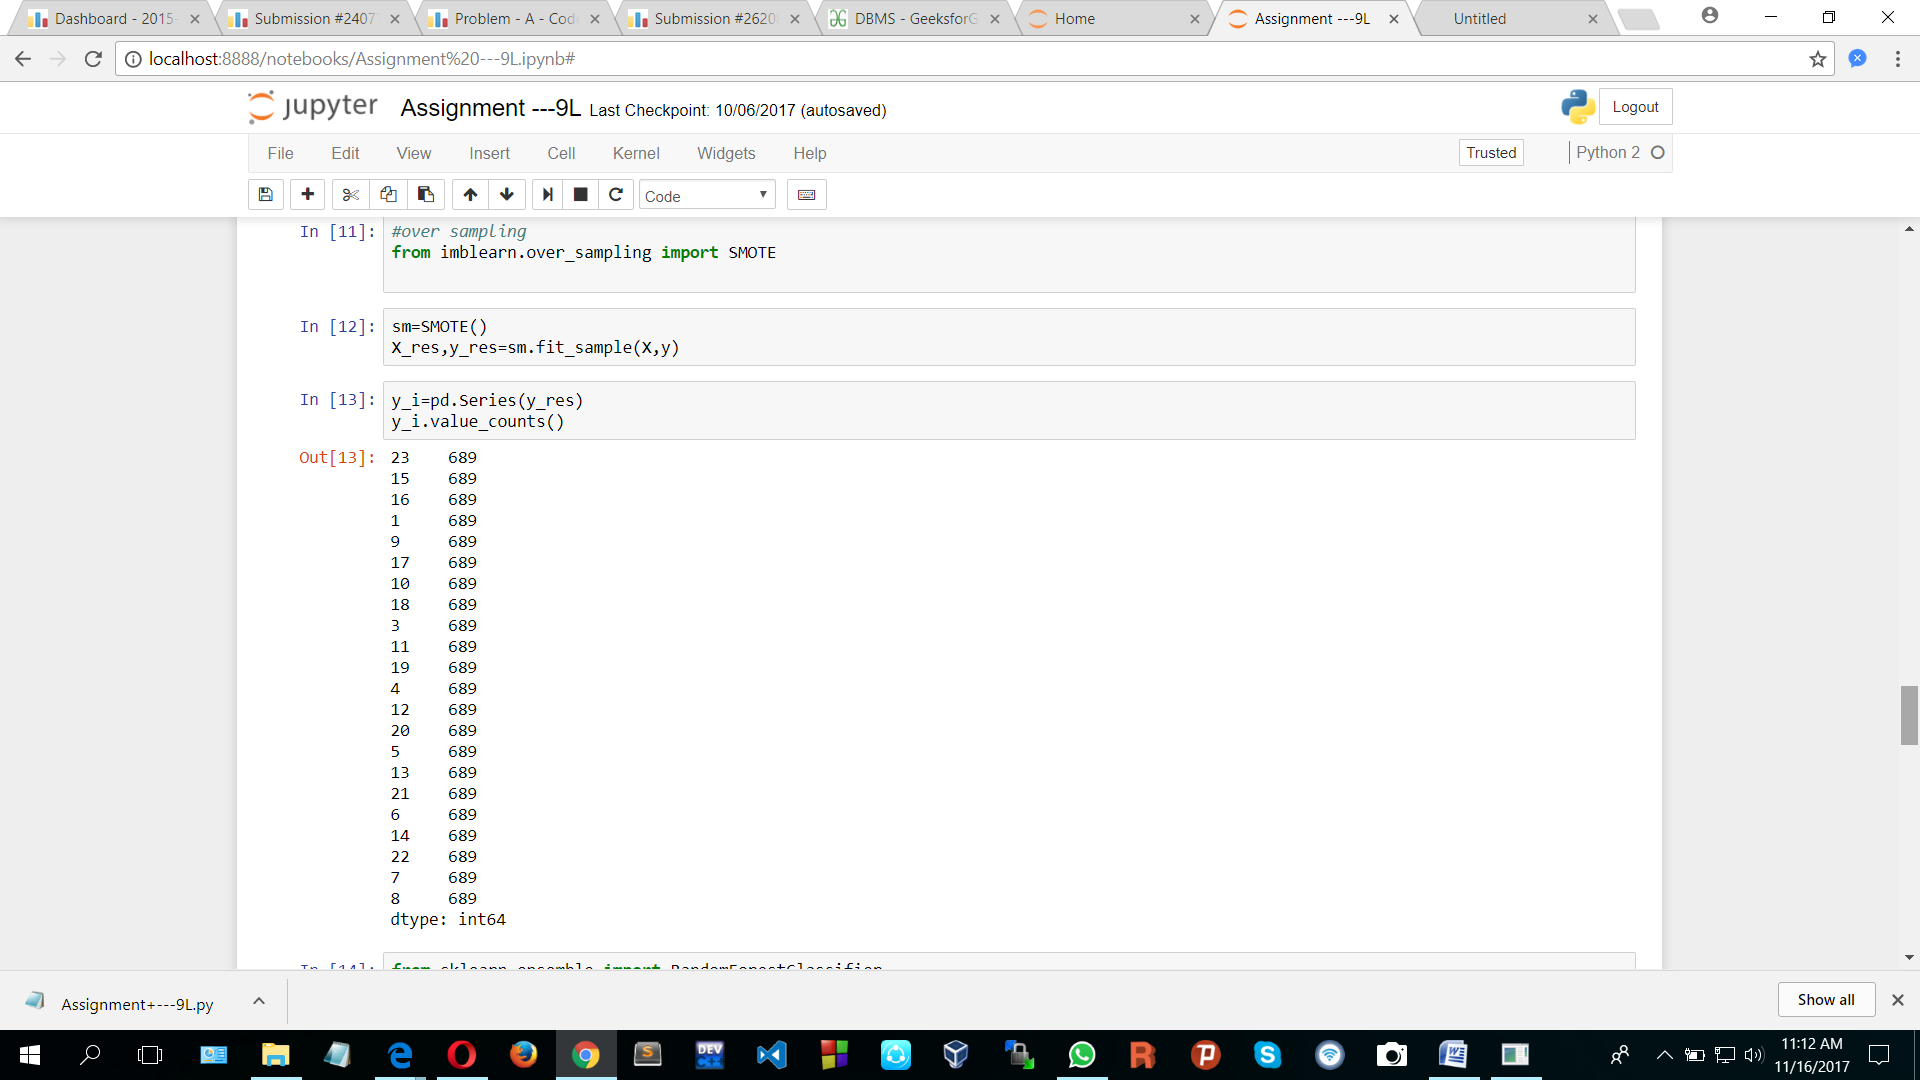 Dashboard - 2015-
Submission #2407
Problem - A - Cod
Submission #2620
DBMS - GeeksforG
Home
Assignment ---9L
Untitled
localhost:8888/notebooks/Assignment%20---9L.ipynb#
jupyter Assignment ---9L Last Checkpoint: 10/06/2017 (autosaved)
Logout
File Edit View Insert Cell Kernel Widgets Help
Trusted
Python 2
Code
In [11]: #over sampling
from imblearn.over_sampling import SMOTE
In [12]: sm=SMOTE()
X_res,y_res=sm.fit_sample(X,y)
In [13]: y_i=pd.Series(y_res)
y_i.value_counts()
Out[13]: 23 689
15 689
16 689
1 689
9 689
17 689
10 689
18 689
3 689
11 689
19 689
4 689
12 689
20 689
5 689
13 689
21 689
6 689
14 689
22 689
7 689
8 689
dtype: int64
In [14]: from sklearn.ensemble import RandomForestClassifier
Assignment+---9L.py
Show all
DEV
11:12 AM
11/16/2017